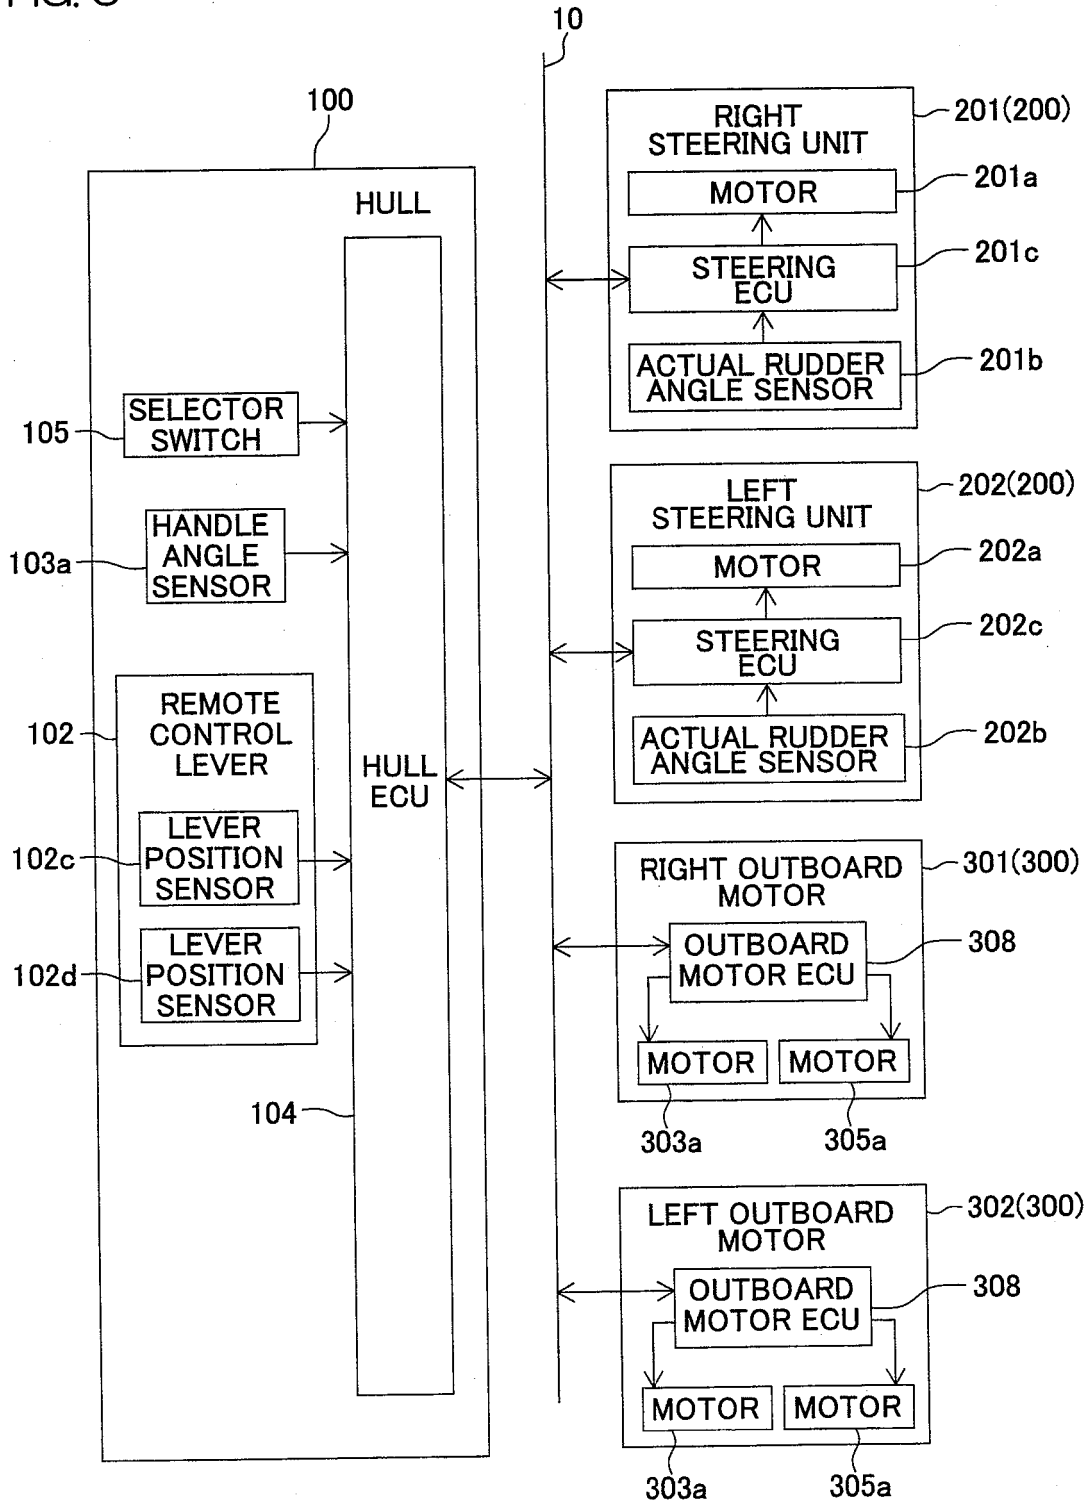 10
100
HULL
HULL
ECU
SELECTOR
SWITCH
105
HANDLE
ANGLE
SENSOR
103a
REMOTE
CONTROL
LEVER
102
LEVER
POSITION
SENSOR
102c
LEVER
POSITION
SENSOR
102d
104
RIGHT
STEERING UNIT
201(200)
MOTOR
201a
STEERING
ECU
201c
ACTUAL RUDDER
ANGLE SENSOR
201b
LEFT
STEERING UNIT
202(200)
MOTOR
202a
STEERING
ECU
202c
ACTUAL RUDDER
ANGLE SENSOR
202b
RIGHT OUTBOARD
MOTOR
301(300)
OUTBOARD
MOTOR ECU
308
MOTOR
MOTOR
303a
305a
LEFT OUTBOARD
MOTOR
302(300)
OUTBOARD
MOTOR ECU
308
MOTOR
MOTOR
303a
305a